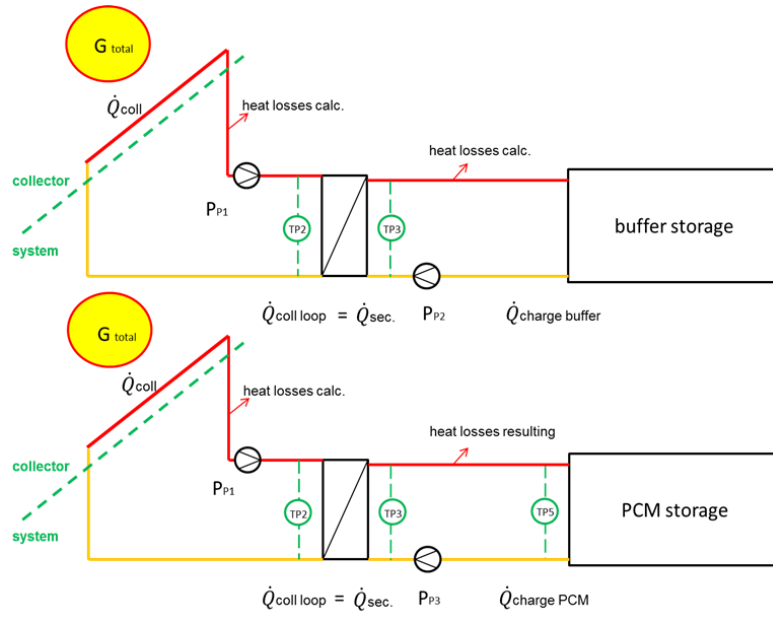 G total
Q̇coll
heat losses calc.
heat losses calc.
collector
PP1
TP2
TP3
buffer storage
system
Q̇coll loop = Q̇sec.
PP2
Q̇charge buffer
G total
Q̇coll
heat losses calc.
heat losses resulting
collector
PP1
TP2
TP3
TP5
PCM storage
system
Q̇coll loop = Q̇sec.
PP3
Q̇charge PCM